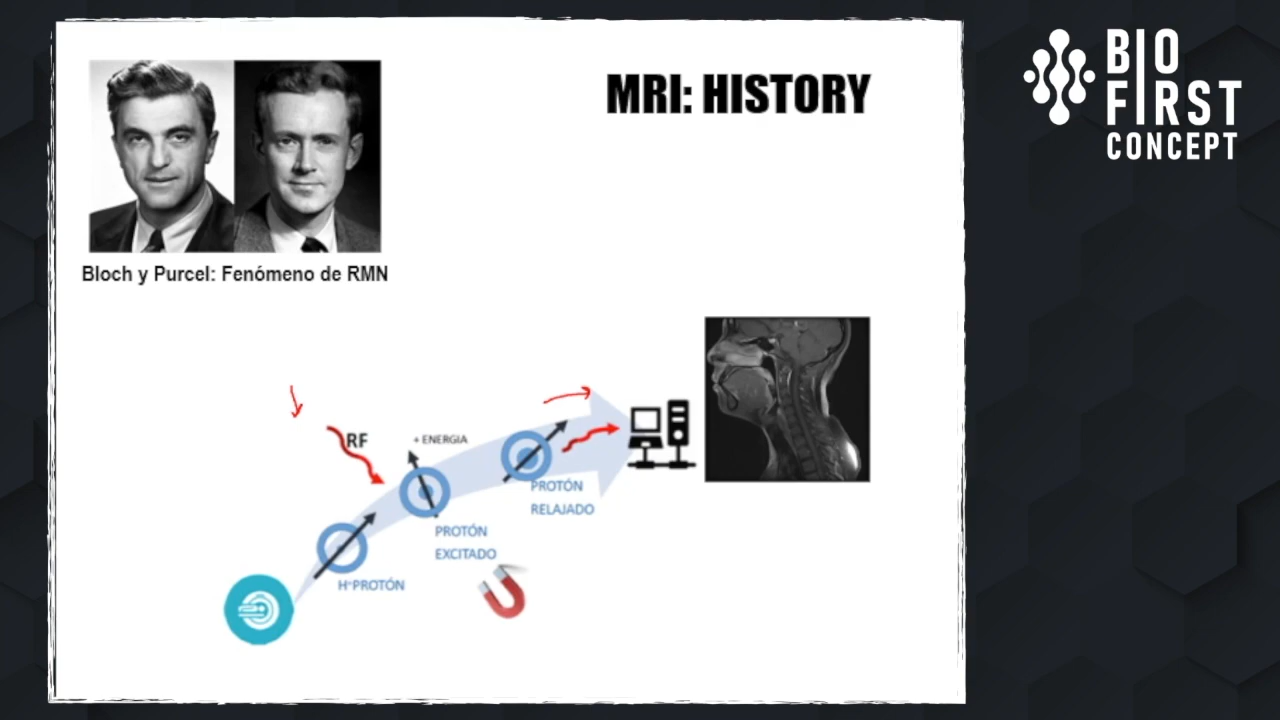 MRI: HISTORY
BIO
FIRST
CONCEPT
Bloch y Purcel: Fenómeno de RMN
RF
+ ENERGIA
PROTÓN
RELAJADO
PROTÓN
EXCITADO
H⁺PROTÓN